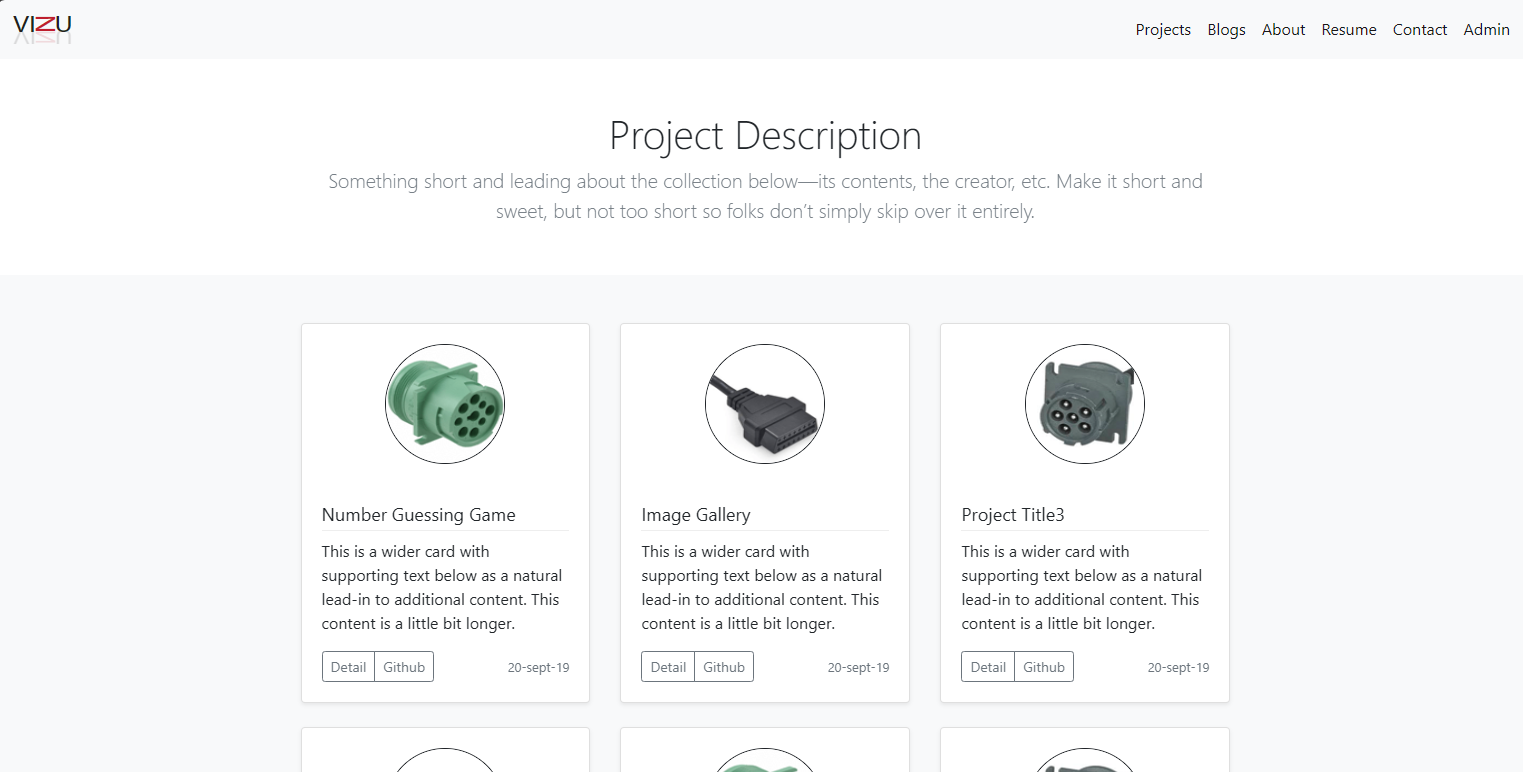 VIZU
Projects Blogs About Resume Contact Admin
Project Description
Something short and leading about the collection below—its contents, the creator, etc. Make it short and
sweet, but not too short so folks don’t simply skip over it entirely.
Number Guessing Game
This is a wider card with
supporting text below as a natural
lead-in to additional content. This
content is a little bit longer.
Detail Github 20-sept-19
Image Gallery
This is a wider card with
supporting text below as a natural
lead-in to additional content. This
content is a little bit longer.
Detail Github 20-sept-19
Project Title3
This is a wider card with
supporting text below as a natural
lead-in to additional content. This
content is a little bit longer.
Detail Github 20-sept-19